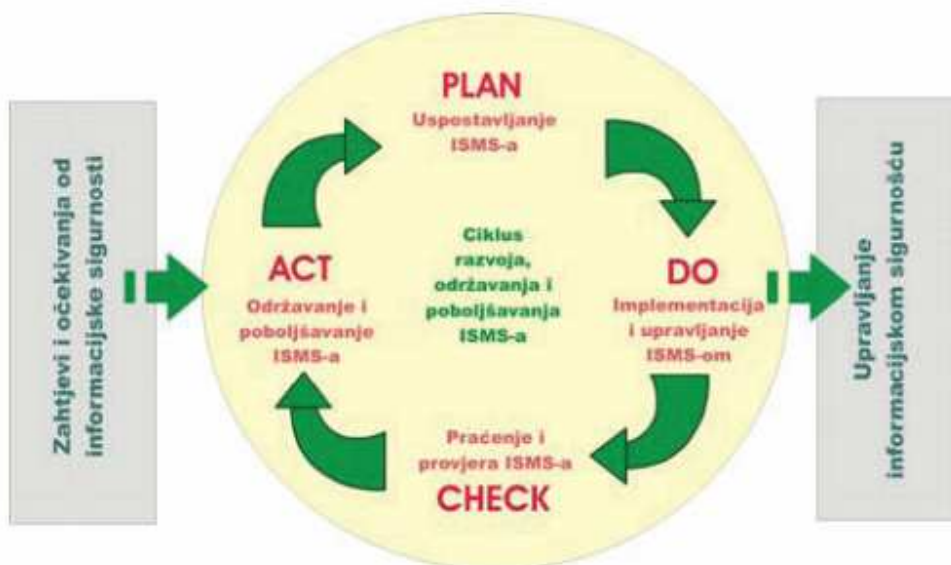 Zahtjevi i očekivanja od
informacijske sigurnosti
PLAN
Uspostavljanje
ISMS-a
DO
Implementacija
i upravljanje
ISMS-om
Praćenje i
provjera ISMS-a
CHECK
ACT
Održavanje i
poboljšavanje
ISMS-a
Ciklus
razvoja,
održavanja i
poboljšavanja
ISMS-a
Upravljanje
informacijskom sigurnošću